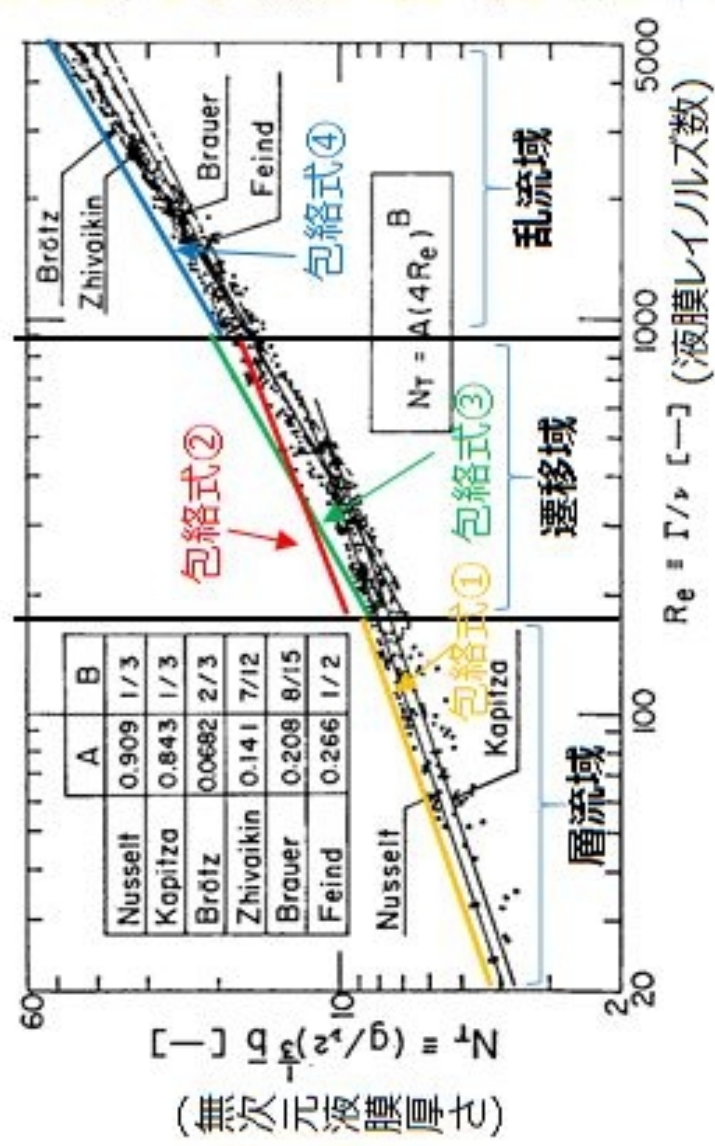 60
10
2
N_T ≡ (g/ν²)^{1/3} b̄ [—]
(無次元液膜厚さ)
A B
Nusselt 0.909 1/3
Kapitza 0.843 1/3
Brötz 0.0682 2/3
Zhivaikin 0.141 7/12
Brauer 0.208 8/15
Feind 0.266 1/2
Nusselt
Kapitza
包絡式①
包絡式②
包絡式③
包絡式④
Brötz
Zhivaikin
Brauer
Feind
N_T = A(4Re)^B
層流域
遷移域
乱流域
20
100
1000
5000
Re ≡ Γ/ν [—] (液膜レイノルズ数)